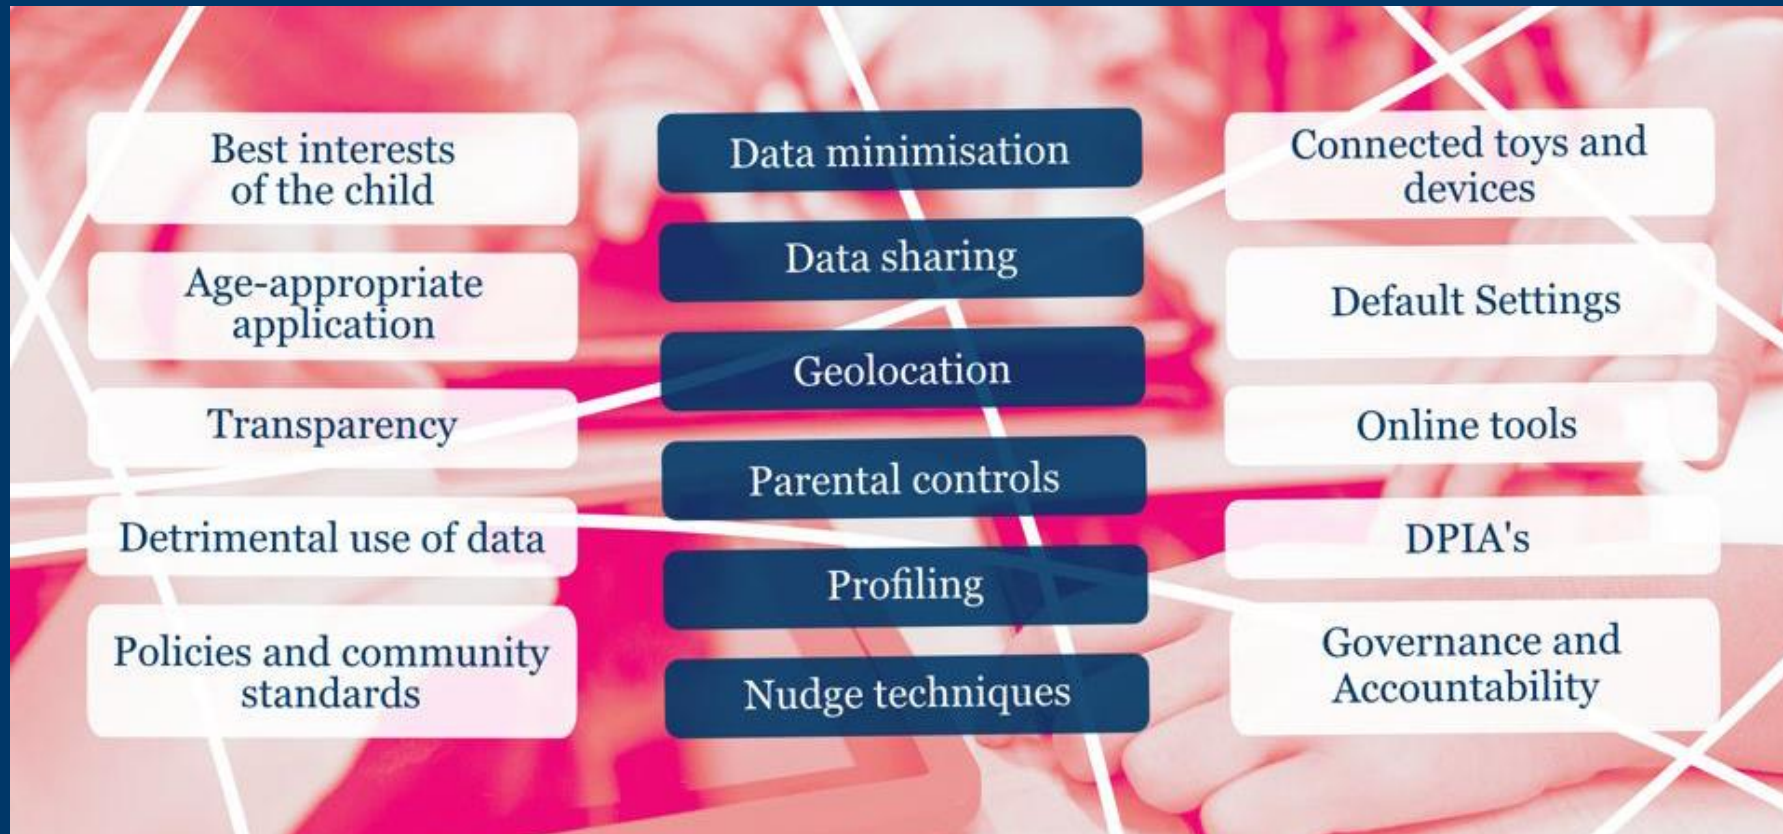 Best interests
of the child
Age-appropriate
application
Transparency
Detrimental use of data
Policies and community
standards
Data minimisation
Data sharing
Geolocation
Parental controls
Profiling
Nudge techniques
Connected toys and
devices
Default Settings
Online tools
DPIA's
Governance and
Accountability